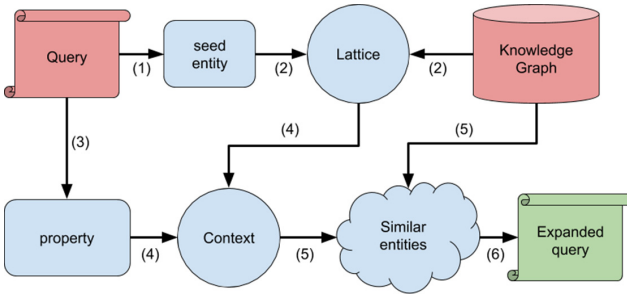 Query
(1)
seed
entity
(2)
Lattice
(2)
Knowledge
Graph
(3)
(4)
(5)
property
(4)
Context
(5)
Similar
entities
(6)
Expanded
query